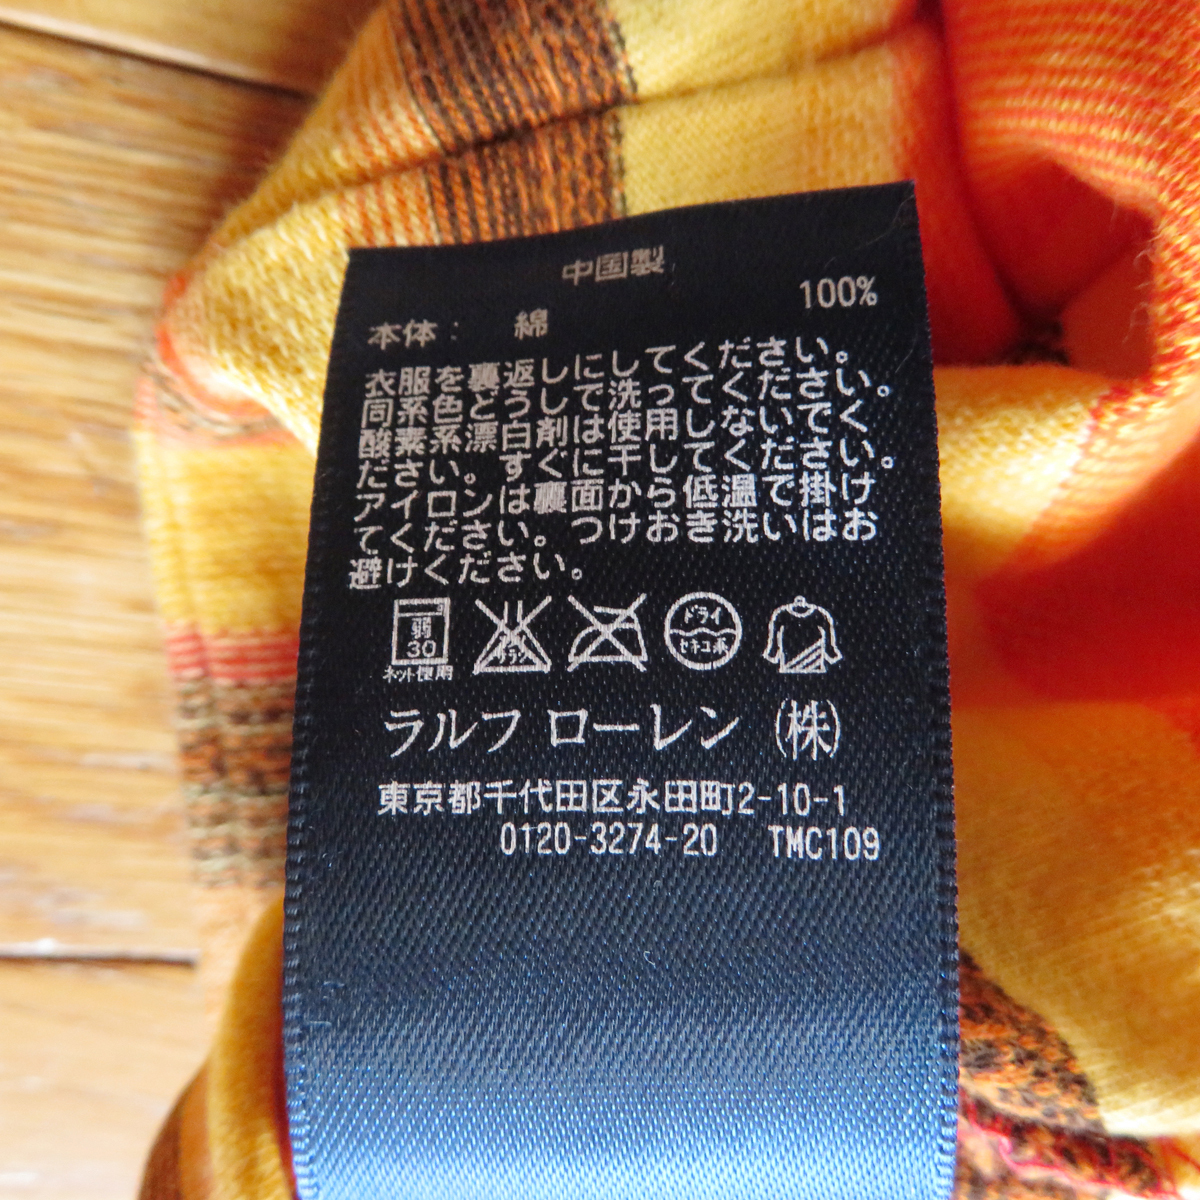 中国製
本体： 綿 100%
衣服を裏返しにしてください。
同系色どうしで洗ってください。
酸素系漂白剤は使用しないでく
ださい。すぐに干してください。
アイロンは裏面から低温で掛け
てください。つけおき洗いはお
避けください。
弱 30 ネット使用 エンソサラシ ドライ セキユ系
ラルフ ローレン （株）
東京都千代田区永田町2-10-1
0120-3274-20 TMC109